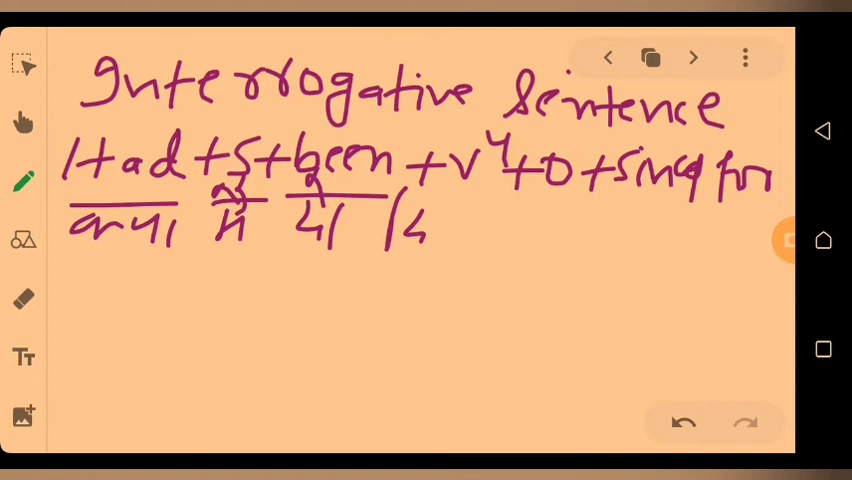 Interrogative Sentence
Had + S + been + v4 + o + since/for
क्या मैं